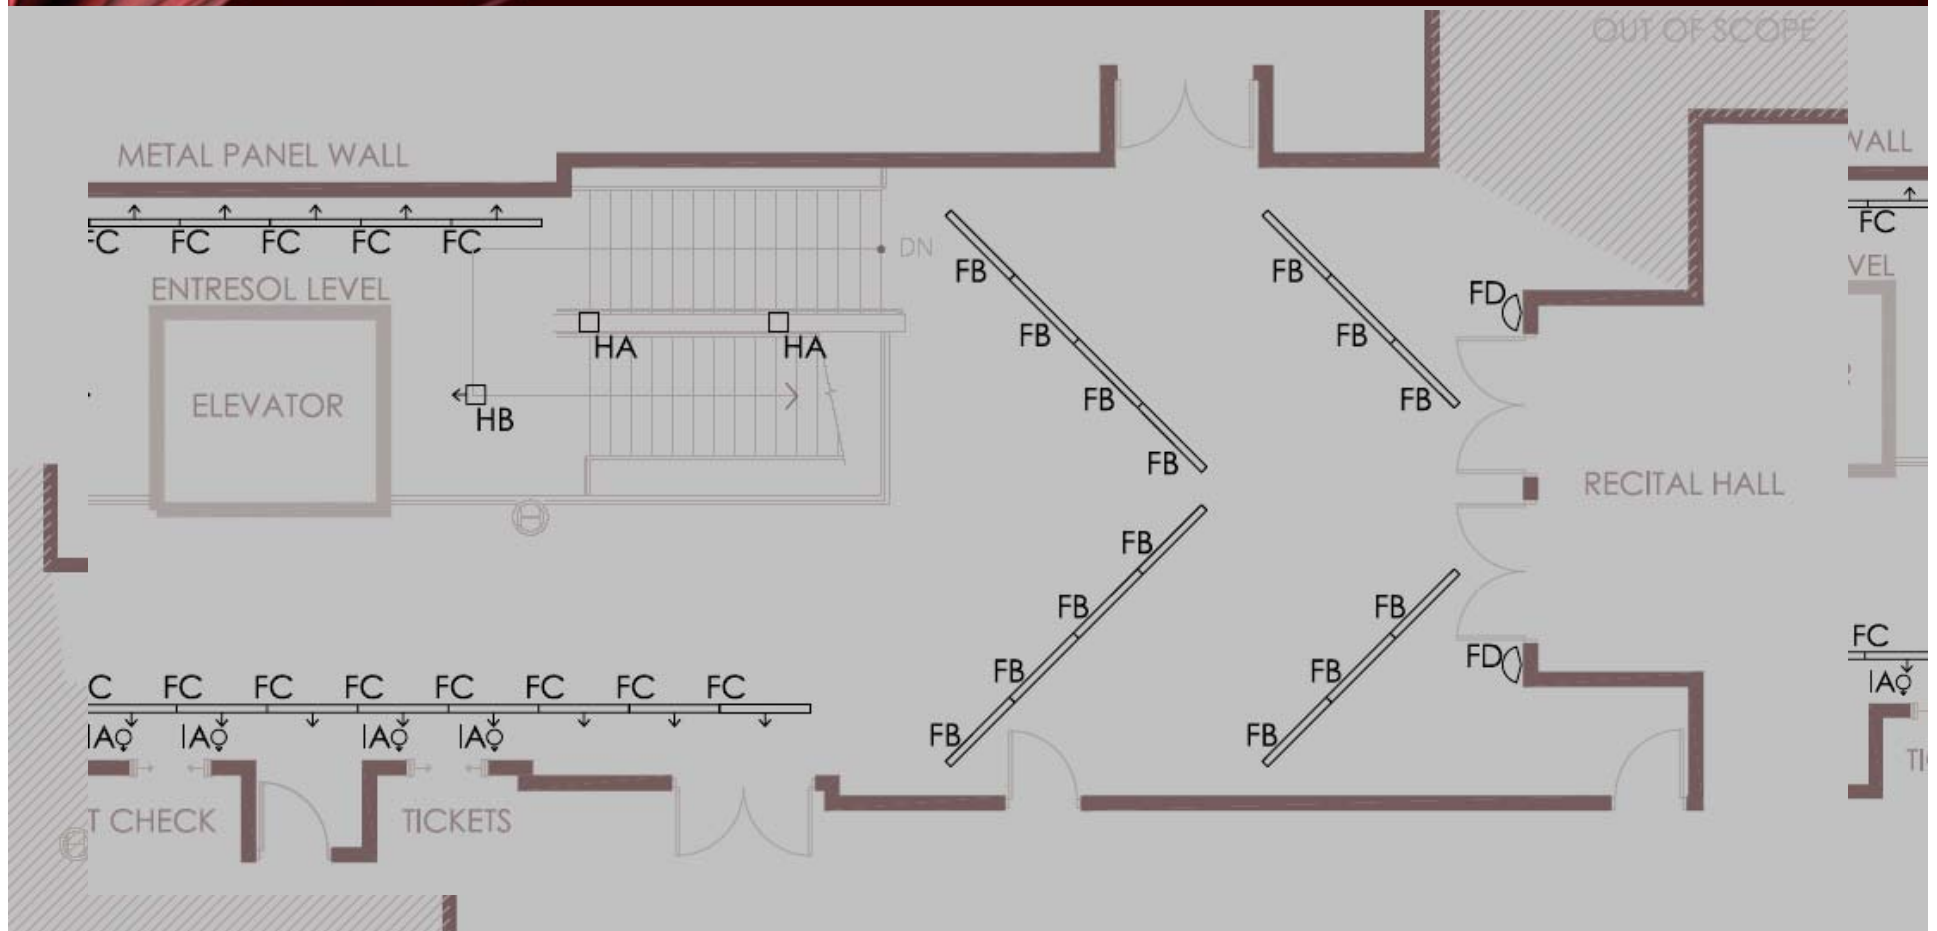 OUT OF SCOPE
METAL PANEL WALL
WALL
FC FC FC FC FC
FC
DN
ENTRESOL LEVEL
VEL
FB FB
FD
HA HA
FB FB
ELEVATOR
HB
FB FB
FB
RECITAL HALL
FB
FB FB
FC
FB FB
FD
C FC FC FC FC FC FC FC
IA
IA IA IA IA
FB FB
T CHECK
TICKETS
TI